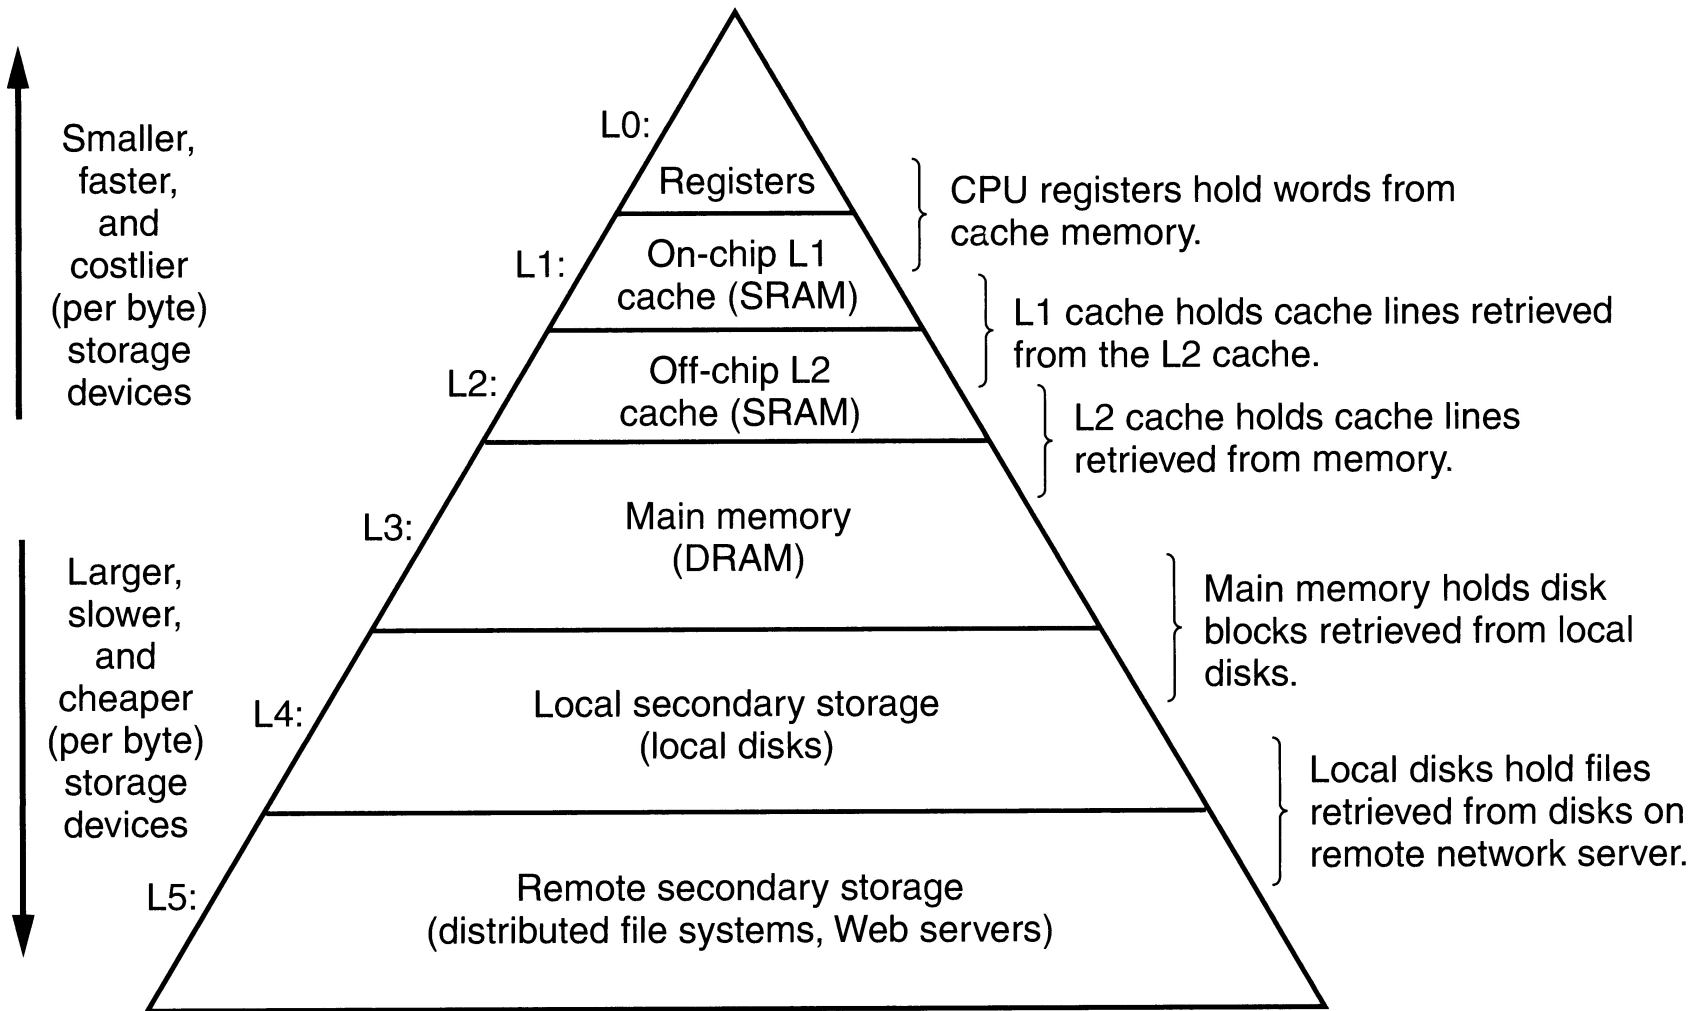 Smaller,
faster,
and
costlier
(per byte)
storage
devices
Larger,
slower,
and
cheaper
(per byte)
storage
devices
L0:
Registers
L1:
On-chip L1
cache (SRAM)
L2:
Off-chip L2
cache (SRAM)
L3:
Main memory
(DRAM)
L4:
Local secondary storage
(local disks)
L5:
Remote secondary storage
(distributed file systems, Web servers)
CPU registers hold words from
cache memory.
L1 cache holds cache lines retrieved
from the L2 cache.
L2 cache holds cache lines
retrieved from memory.
Main memory holds disk
blocks retrieved from local
disks.
Local disks hold files
retrieved from disks on
remote network server.